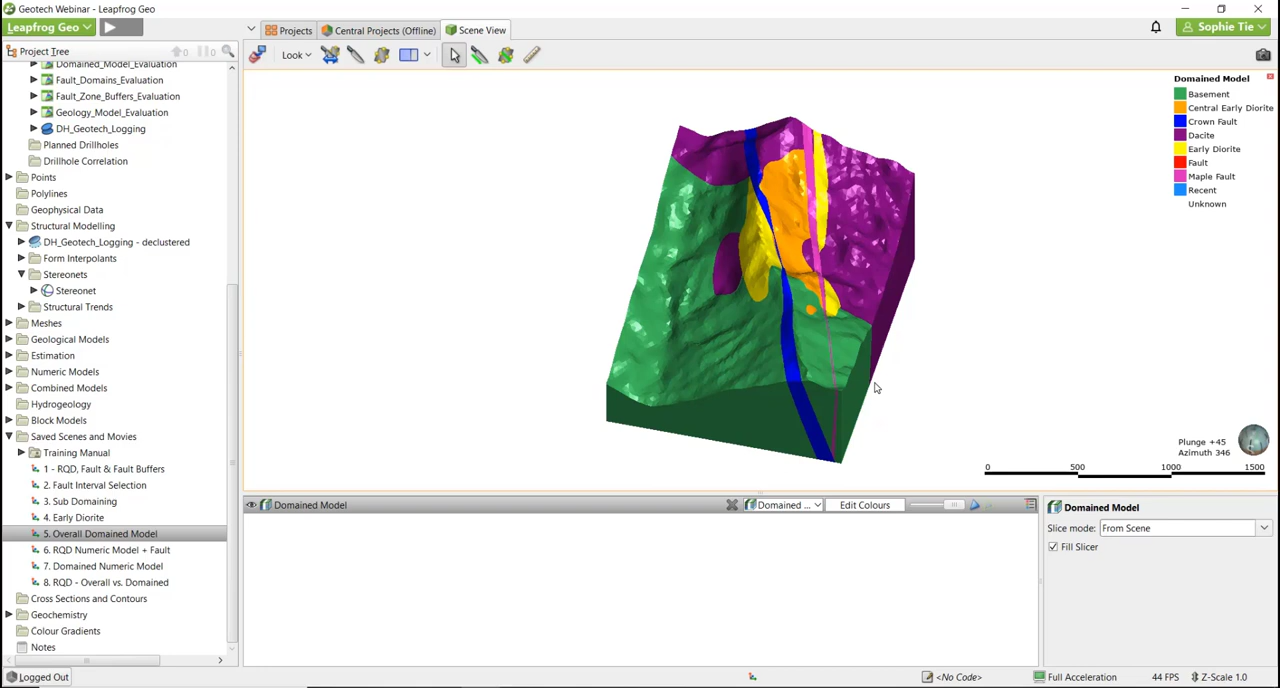 Geotech Webinar - Leapfrog Geo
Leapfrog Geo
Projects
Central Projects (Offline)
Scene View
Sophie Tie
Project Tree
0
0
Look
Domained_Model_Evaluation
Fault_Domains_Evaluation
Fault_Zone_Buffers_Evaluation
Geology_Model_Evaluation
DH_Geotech_Logging
Planned Drillholes
Drillhole Correlation
Points
Polylines
Geophysical Data
Structural Modelling
DH_Geotech_Logging - declustered
Form Interpolants
Stereonets
Stereonet
Structural Trends
Meshes
Geological Models
Estimation
Numeric Models
Combined Models
Hydrogeology
Block Models
Saved Scenes and Movies
Training Manual
1 - RQD, Fault & Fault Buffers
2. Fault Interval Selection
3. Sub Domaining
4. Early Diorite
5. Overall Domained Model
6. RQD Numeric Model + Fault
7. Domained Numeric Model
8. RQD - Overall vs. Domained
Cross Sections and Contours
Geochemistry
Colour Gradients
Notes
Logged Out
Domained Model
Basement
Central Early Diorite
Crown Fault
Dacite
Early Diorite
Fault
Maple Fault
Recent
Unknown
Plunge +45
Azimuth 346
0 500 1000 1500
Domained Model
Domained ...
Edit Colours
Domained Model
Slice mode: From Scene
Fill Slicer
<No Code>
Full Acceleration
44 FPS
Z-Scale 1.0